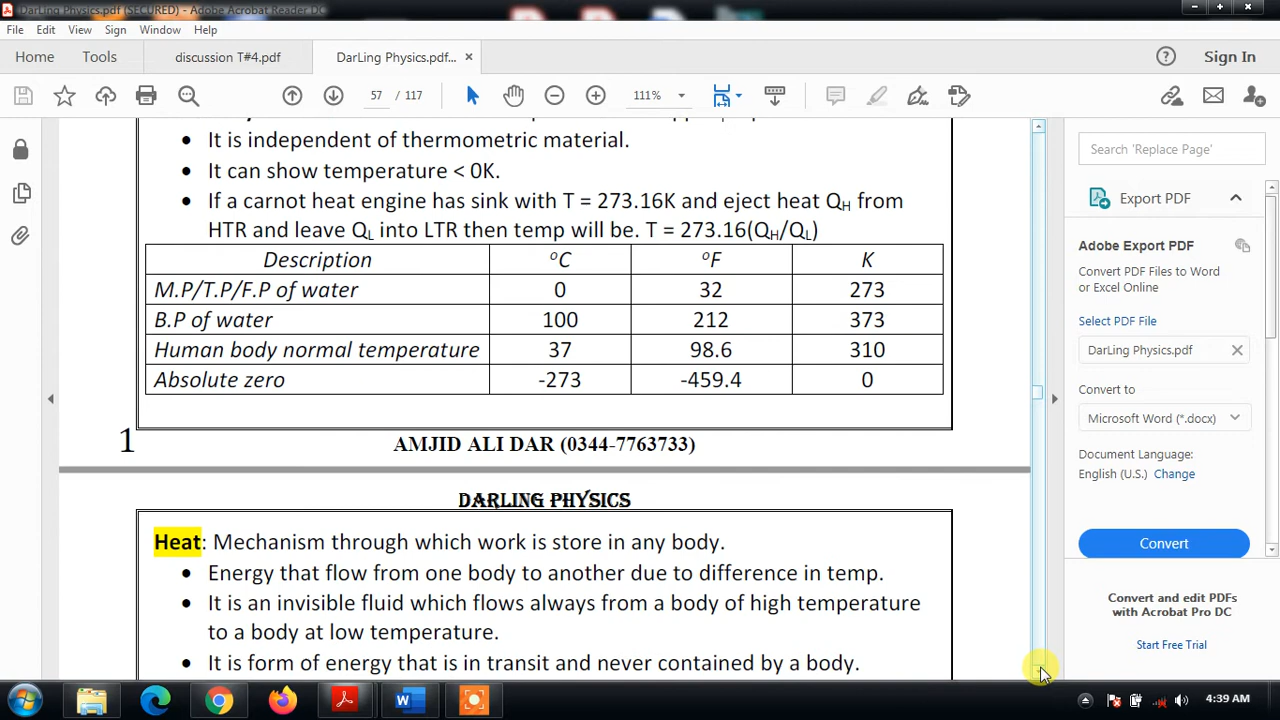 DarLing Physics.pdf (SECURED) - Adobe Acrobat Reader DC
File Edit View Sign Window Help
Home Tools discussion T#4.pdf DarLing Physics.pdf... × Sign In
57 / 117 111%
• It is independent of thermometric material.
• It can show temperature < 0K.
• If a carnot heat engine has sink with T = 273.16K and eject heat QH from
HTR and leave QL into LTR then temp will be. T = 273.16(QH/QL)
Description °C °F K
M.P/T.P/F.P of water 0 32 273
B.P of water 100 212 373
Human body normal temperature 37 98.6 310
Absolute zero -273 -459.4 0
1 AMJID ALI DAR (0344-7763733)
DARLING PHYSICS
Heat: Mechanism through which work is store in any body.
• Energy that flow from one body to another due to difference in temp.
• It is an invisible fluid which flows always from a body of high temperature
to a body at low temperature.
• It is form of energy that is in transit and never contained by a body.
Search 'Replace Page'
Export PDF
Adobe Export PDF
Convert PDF Files to Word
or Excel Online
Select PDF File
DarLing Physics.pdf
Convert to
Microsoft Word (*.docx)
Document Language:
English (U.S.) Change
Convert
Convert and edit PDFs
with Acrobat Pro DC
Start Free Trial
4:39 AM